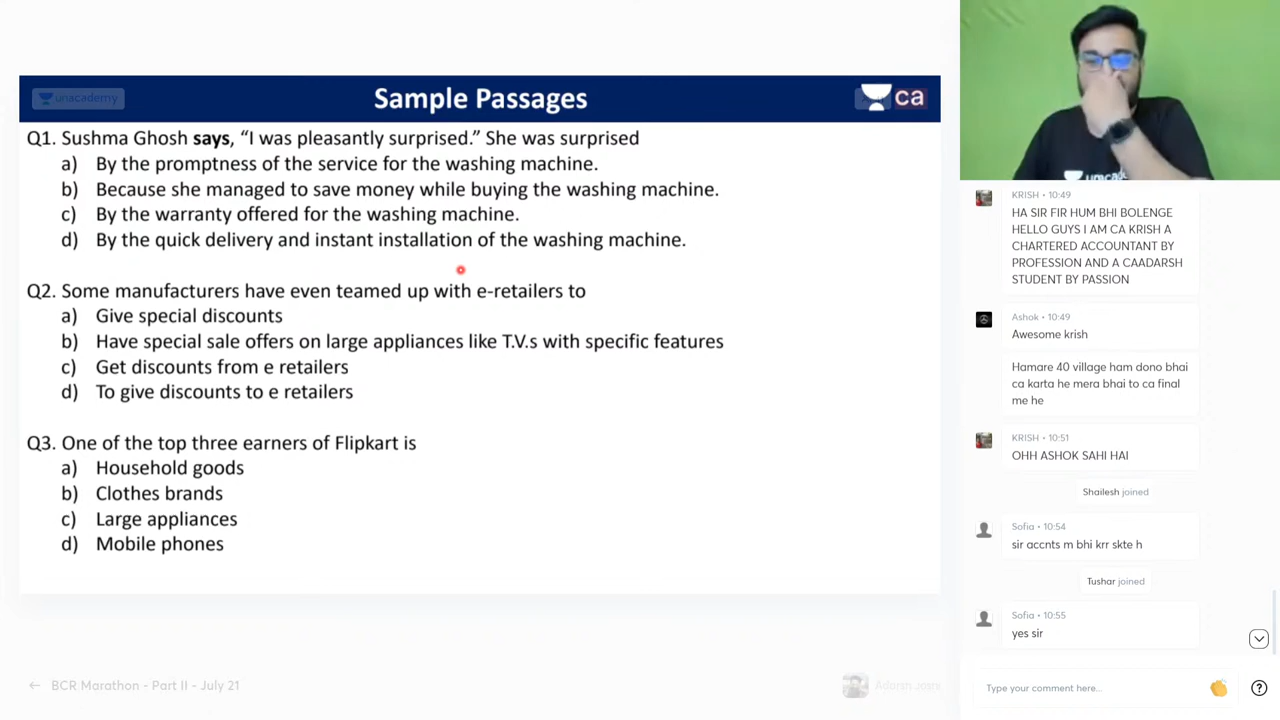 unacademy
Sample Passages
ca
Q1. Sushma Ghosh says, “I was pleasantly surprised.” She was surprised
a) By the promptness of the service for the washing machine.
b) Because she managed to save money while buying the washing machine.
c) By the warranty offered for the washing machine.
d) By the quick delivery and instant installation of the washing machine.
Q2. Some manufacturers have even teamed up with e-retailers to
a) Give special discounts
b) Have special sale offers on large appliances like T.V.s with specific features
c) Get discounts from e retailers
d) To give discounts to e retailers
Q3. One of the top three earners of Flipkart is
a) Household goods
b) Clothes brands
c) Large appliances
d) Mobile phones
BCR Marathon - Part II - July 21
KRISH • 10:49
HA SIR FIR HUM BHI BOLENGE
HELLO GUYS I AM CA KRISH A
CHARTERED ACCOUNTANT BY
PROFESSION AND A CAADARSH
STUDENT BY PASSION
Ashok • 10:49
Awesome krish
Hamare 40 village ham dono bhai
ca karta he mera bhai to ca final
me he
KRISH • 10:51
OHH ASHOK SAHI HAI
Shailesh joined
Sofia • 10:54
sir accnts m bhi krr skte h
Tushar joined
Sofia • 10:55
yes sir
Type your comment here...